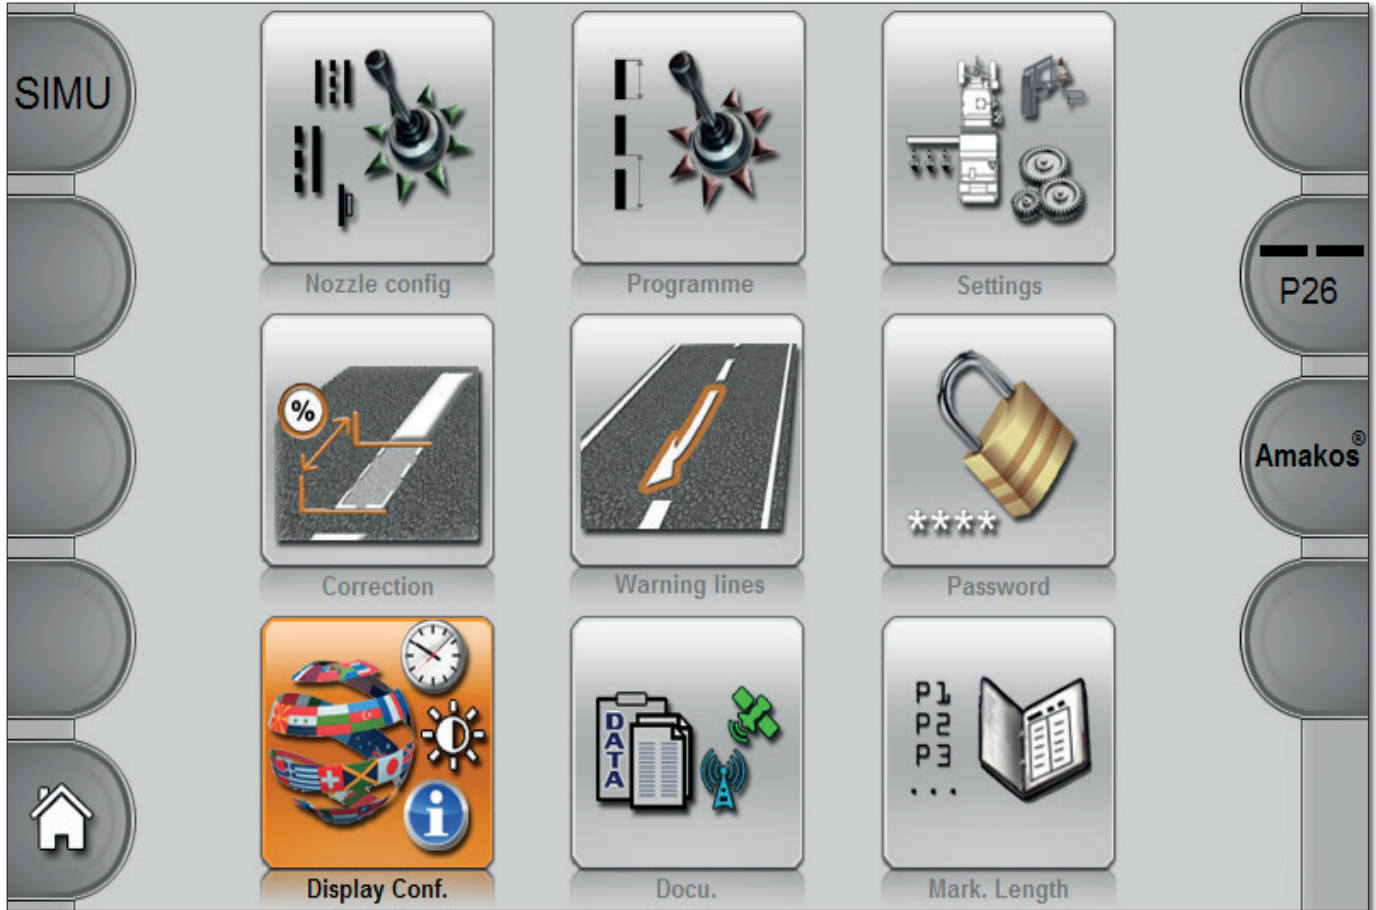 SIMU
Nozzle config
Programme
Settings
P26
%
Amakos®
****
Correction
Warning lines
Password
DATA
P1
P2
P3
...
i
Display Conf.
Docu.
Mark. Length